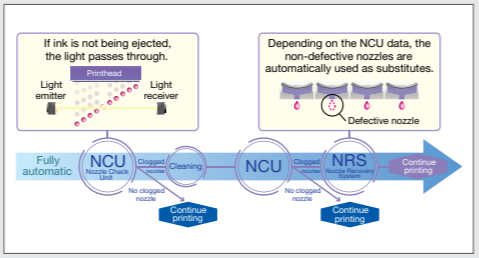 If ink is not being ejected,
the light passes through.
Printhead
Light
emitter
Light
receiver
Depending on the NCU data, the
non-defective nozzles are
automatically used as substitutes.
Defective nozzle
Fully
automatic
NCU
Nozzle Check
Unit
Clogged
nozzles
Cleaning
No clogged
nozzle
Continue
printing
NCU
Clogged
nozzles
NRS
Nozzle Recovery
System
Continue
printing
No clogged
nozzle
Continue
printing